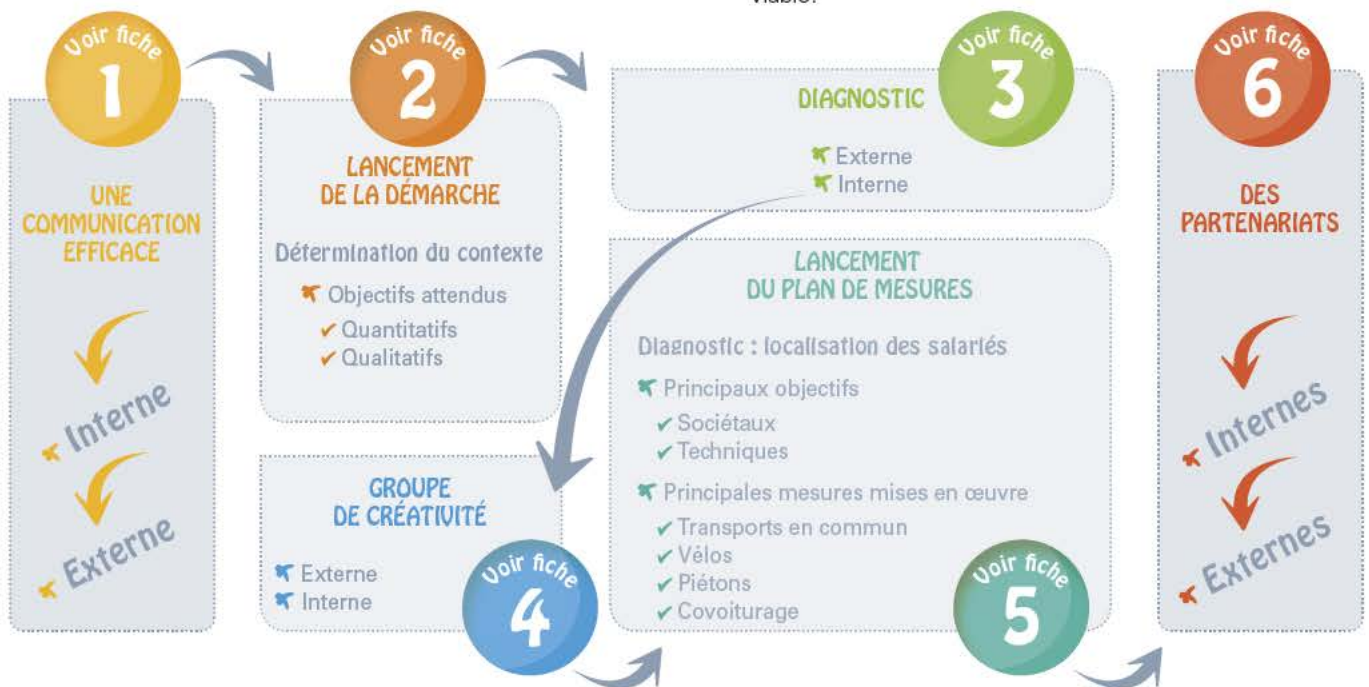 viable.
Voir fiche
1
UNE
COMMUNICATION
EFFICACE
Interne
Externe
Voir fiche
2
LANCEMENT
DE LA DÉMARCHE
Détermination du contexte
Objectifs attendus
Quantitatifs
Qualitatifs
Voir fiche
3
DIAGNOSTIC
Externe
Interne
GROUPE
DE CRÉATIVITÉ
Externe
Interne
Voir fiche
4
LANCEMENT
DU PLAN DE MESURES
Diagnostic : localisation des salariés
Principaux objectifs
Sociétaux
Techniques
Principales mesures mises en œuvre
Transports en commun
Vélos
Piétons
Covoiturage
Voir fiche
5
Voir fiche
6
DES
PARTENARIATS
Internes
Externes